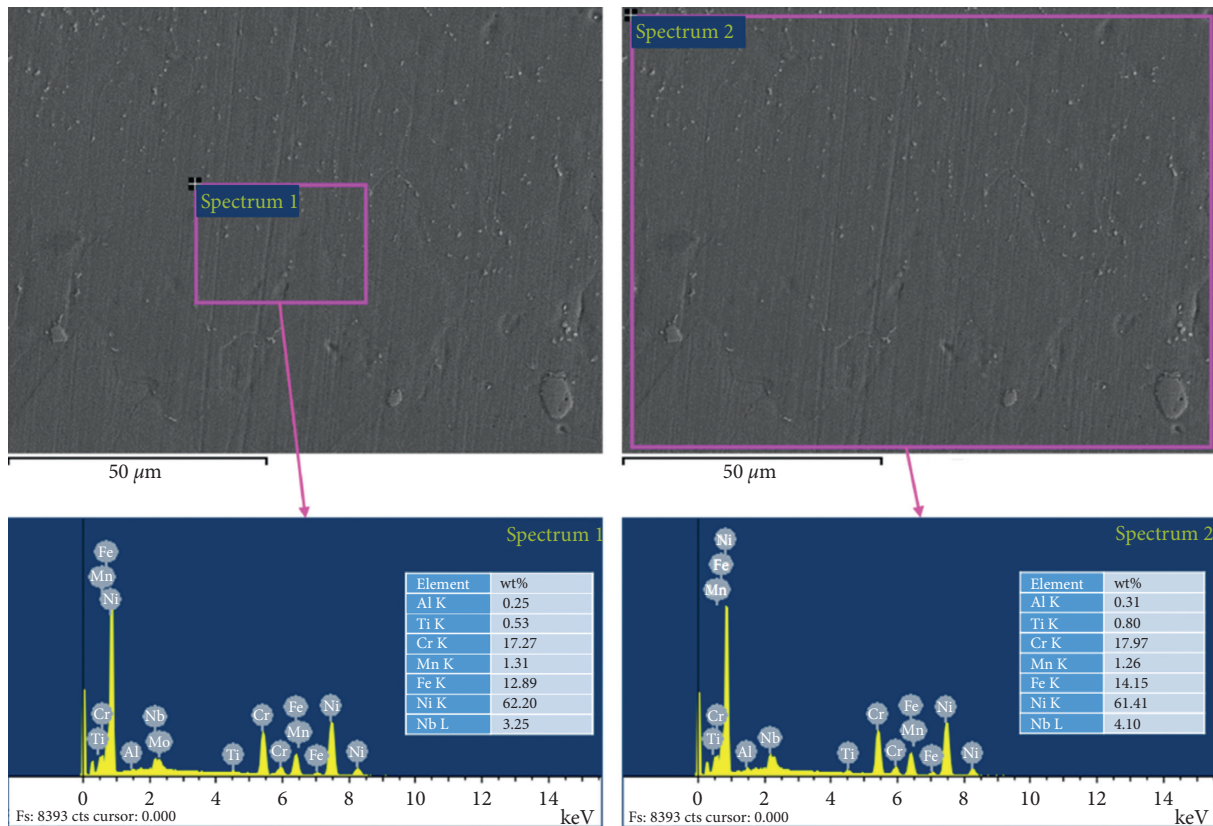 Spectrum 1
50 μm
Spectrum 2
50 μm
Spectrum 1
Fe
Mn
Ni
Cr
Ti
Al
Nb
Mo
Ti
Cr
Cr
Fe
Mn
Fe
Ni
Ni
Element wt%
Al K 0.25
Ti K 0.53
Cr K 17.27
Mn K 1.31
Fe K 12.89
Ni K 62.20
Nb L 3.25
0 2 4 6 8 10 12 14
Fs: 8393 cts cursor: 0.000 keV
Spectrum 2
Ni
Fe
Mn
Cr
Ti
Al
Nb
Ti
Cr
Cr
Fe
Mn
Fe
Ni
Ni
Element wt%
Al K 0.31
Ti K 0.80
Cr K 17.97
Mn K 1.26
Fe K 14.15
Ni K 61.41
Nb L 4.10
0 2 4 6 8 10 12 14
Fs: 8393 cts cursor: 0.000 keV